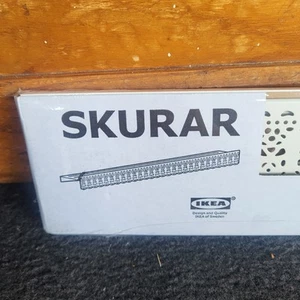 SKURAR
IKEA
Design and Quality
IKEA of Sweden